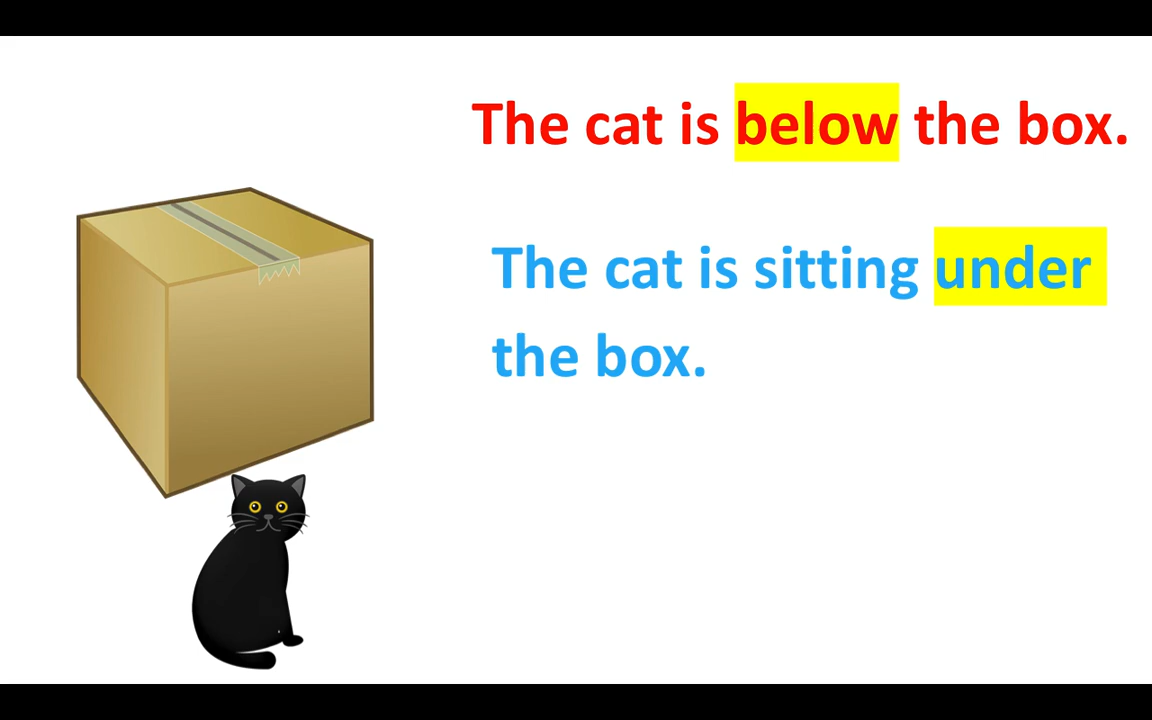 The cat is below the box.
The cat is sitting under
the box.